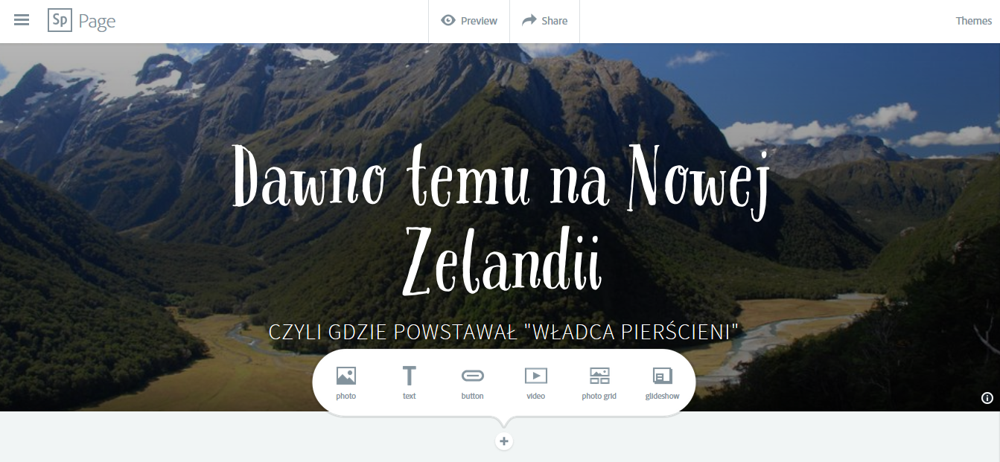 Sp Page
Preview
Share
Themes
Dawno temu na Nowej
Zelandii
CZYLI GDZIE POWSTAWAŁ "WŁADCA PIERŚCIENI"
photo
text
button
video
photo grid
glideshow